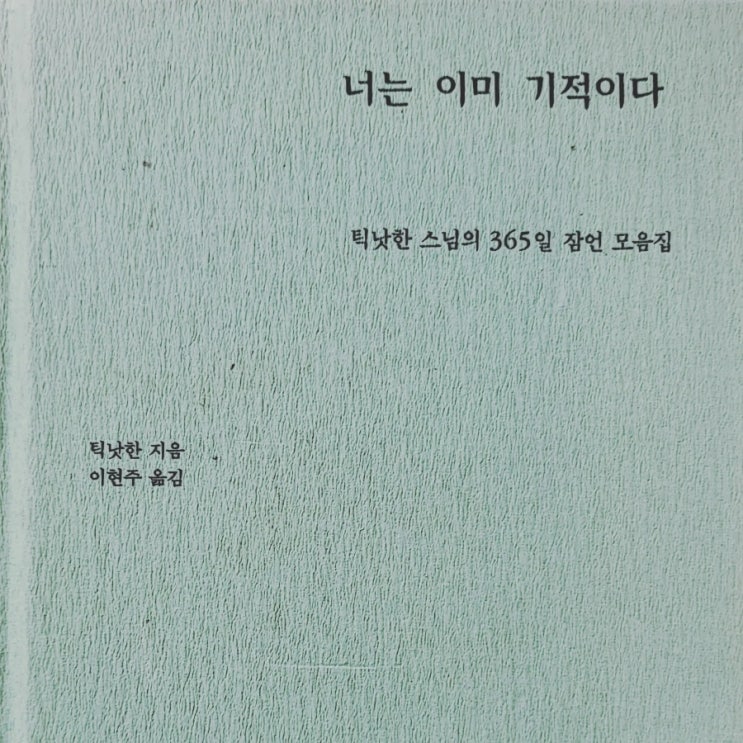 너는 이미 기적이다
틱낫한 스님의 365일 잠언 모음집
틱낫한 지음
이현주 옮김